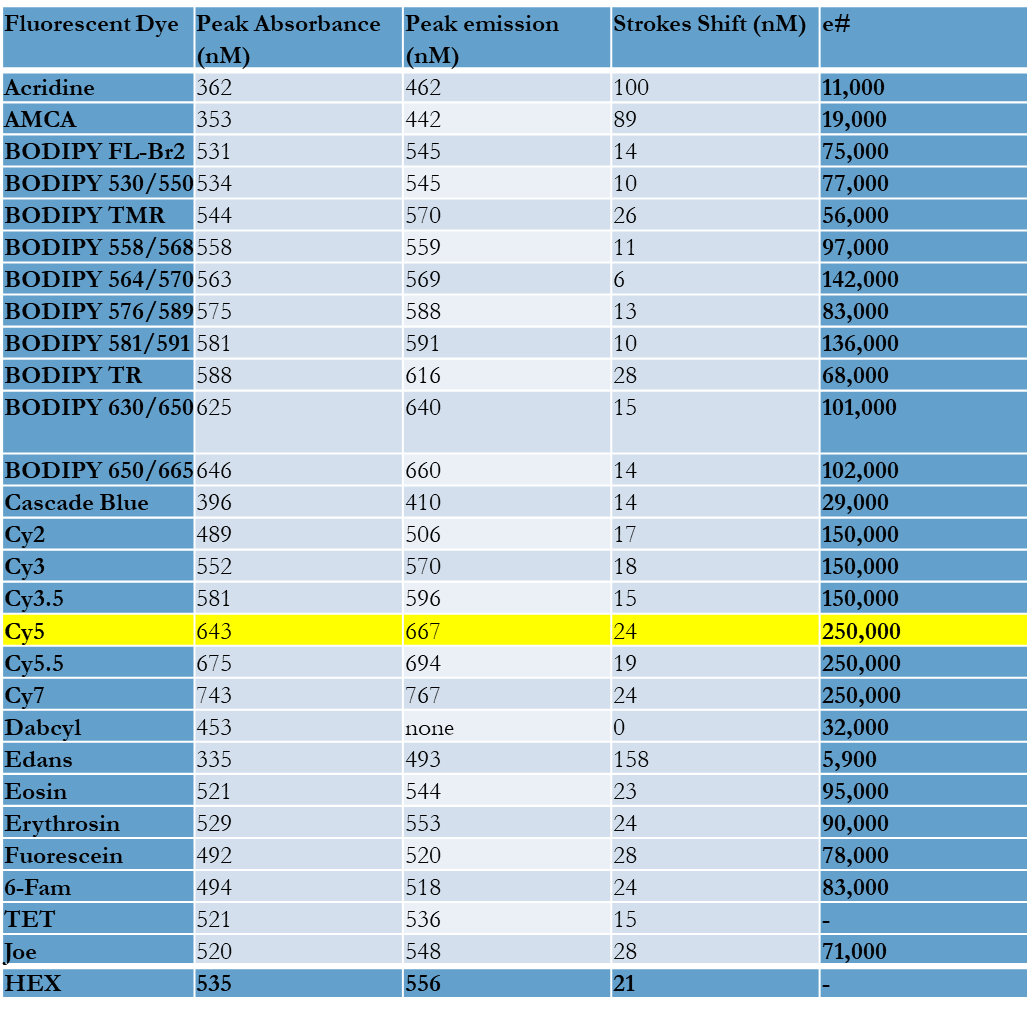 Fluorescent Dye Peak Absorbance (nM) Peak emission (nM) Strokes Shift (nM) e#
Acridine 362 462 100 11,000
AMCA 353 442 89 19,000
BODIPY FL-Br2 531 545 14 75,000
BODIPY 530/550 534 545 10 77,000
BODIPY TMR 544 570 26 56,000
BODIPY 558/568 558 559 11 97,000
BODIPY 564/570 563 569 6 142,000
BODIPY 576/589 575 588 13 83,000
BODIPY 581/591 581 591 10 136,000
BODIPY TR 588 616 28 68,000
BODIPY 630/650 625 640 15 101,000
BODIPY 650/665 646 660 14 102,000
Cascade Blue 396 410 14 29,000
Cy2 489 506 17 150,000
Cy3 552 570 18 150,000
Cy3.5 581 596 15 150,000
Cy5 643 667 24 250,000
Cy5.5 675 694 19 250,000
Cy7 743 767 24 250,000
Dabcyl 453 none 0 32,000
Edans 335 493 158 5,900
Eosin 521 544 23 95,000
Erythrosin 529 553 24 90,000
Fuorescein 492 520 28 78,000
6-Fam 494 518 24 83,000
TET 521 536 15 -
Joe 520 548 28 71,000
HEX 535 556 21 -